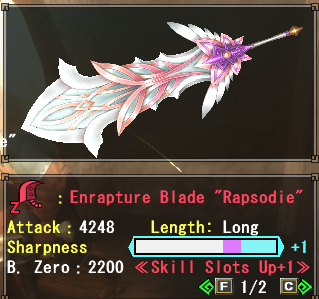 e"
Z : Enrapture Blade "Rapsodie"
Attack: 4248 Length: Long
Sharpness +1
B. Zero: 2200 ≪Skill Slots Up+1≫
F 1/2 C